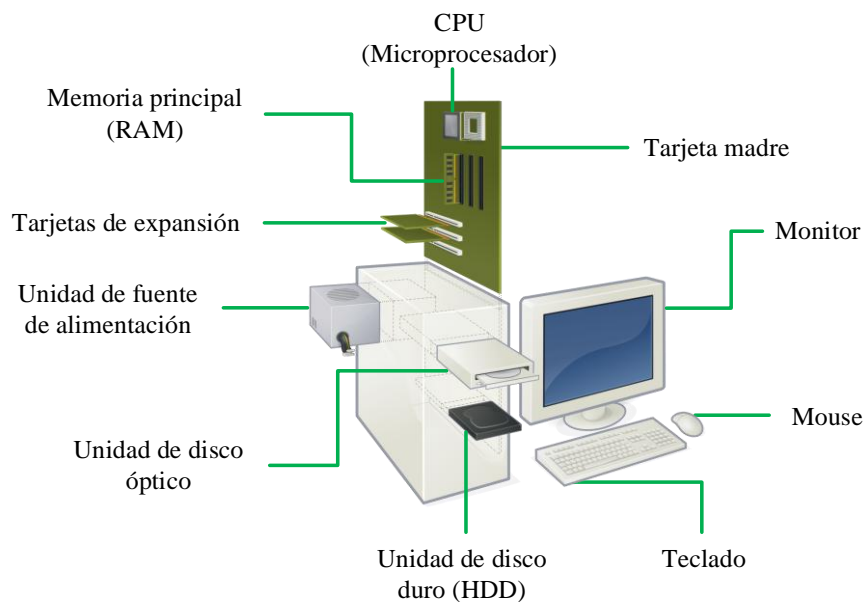 CPU
(Microprocesador)
Memoria principal
(RAM)
Tarjeta madre
Tarjetas de expansión
Monitor
Unidad de fuente
de alimentación
Mouse
Unidad de disco
óptico
Unidad de disco
duro (HDD)
Teclado